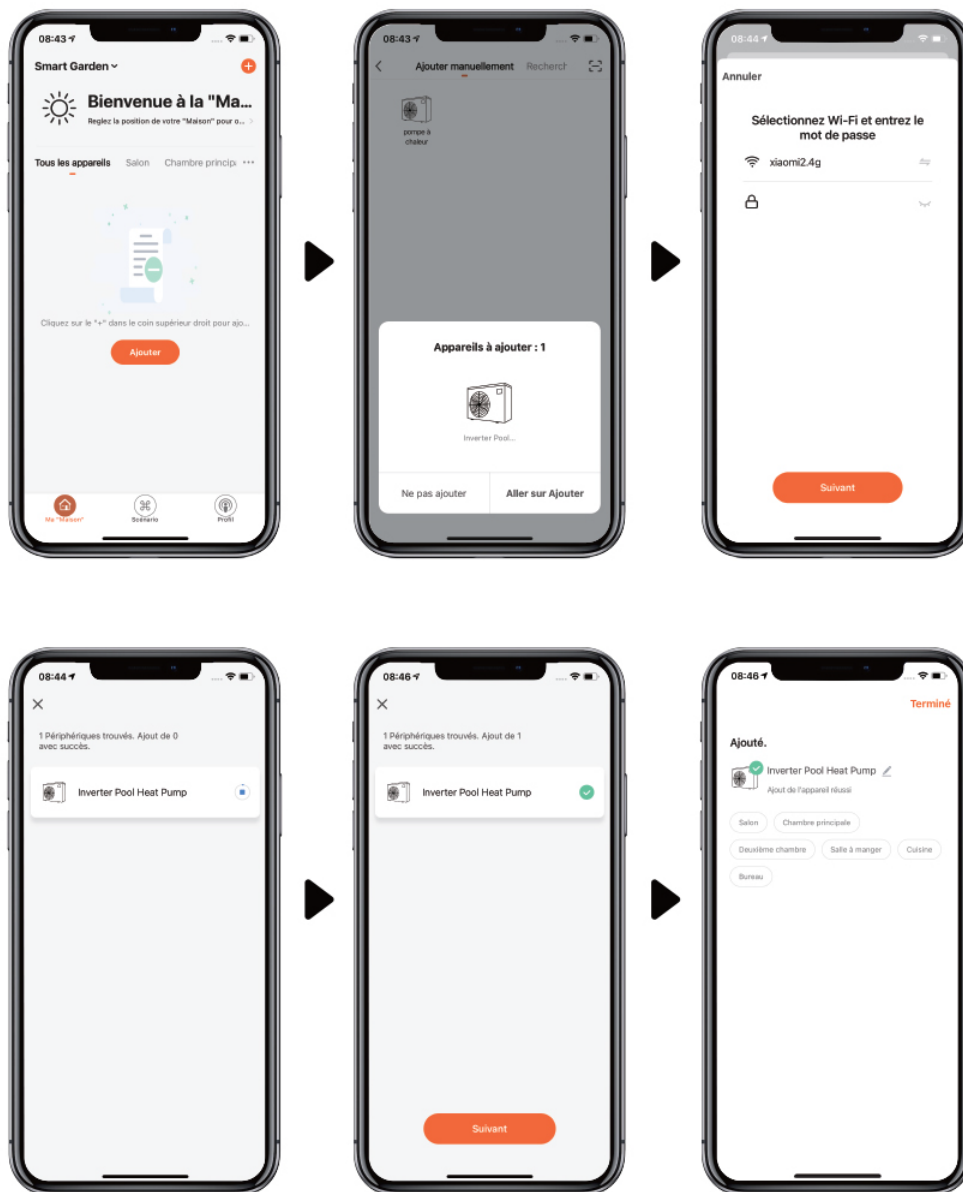 08:43
Smart Garden
Bienvenue à la "Ma...
Reglez la position de votre "Maison" pour o...
Tous les appareils Salon Chambre principa ...
Cliquez sur le "+" dans le coin supérieur droit pour ajo...
Ajouter
Ma "Maison" Scénario Profil
08:43
Ajouter manuellement Recherch
pompe à
chaleur
Appareils à ajouter : 1
Inverter Pool...
Ne pas ajouter Aller sur Ajouter
08:44
Annuler
Sélectionnez Wi-Fi et entrez le
mot de passe
xiaomi2.4g
Suivant
08:44
1 Périphériques trouvés. Ajout de 0
avec succès.
Inverter Pool Heat Pump
08:46
1 Périphériques trouvés. Ajout de 1
avec succès.
Inverter Pool Heat Pump
Suivant
08:46
Terminé
Ajouté.
Inverter Pool Heat Pump
Ajout de l'appareil réussi
Salon Chambre principale
Deuxième chambre Salle à manger Cuisine
Bureau